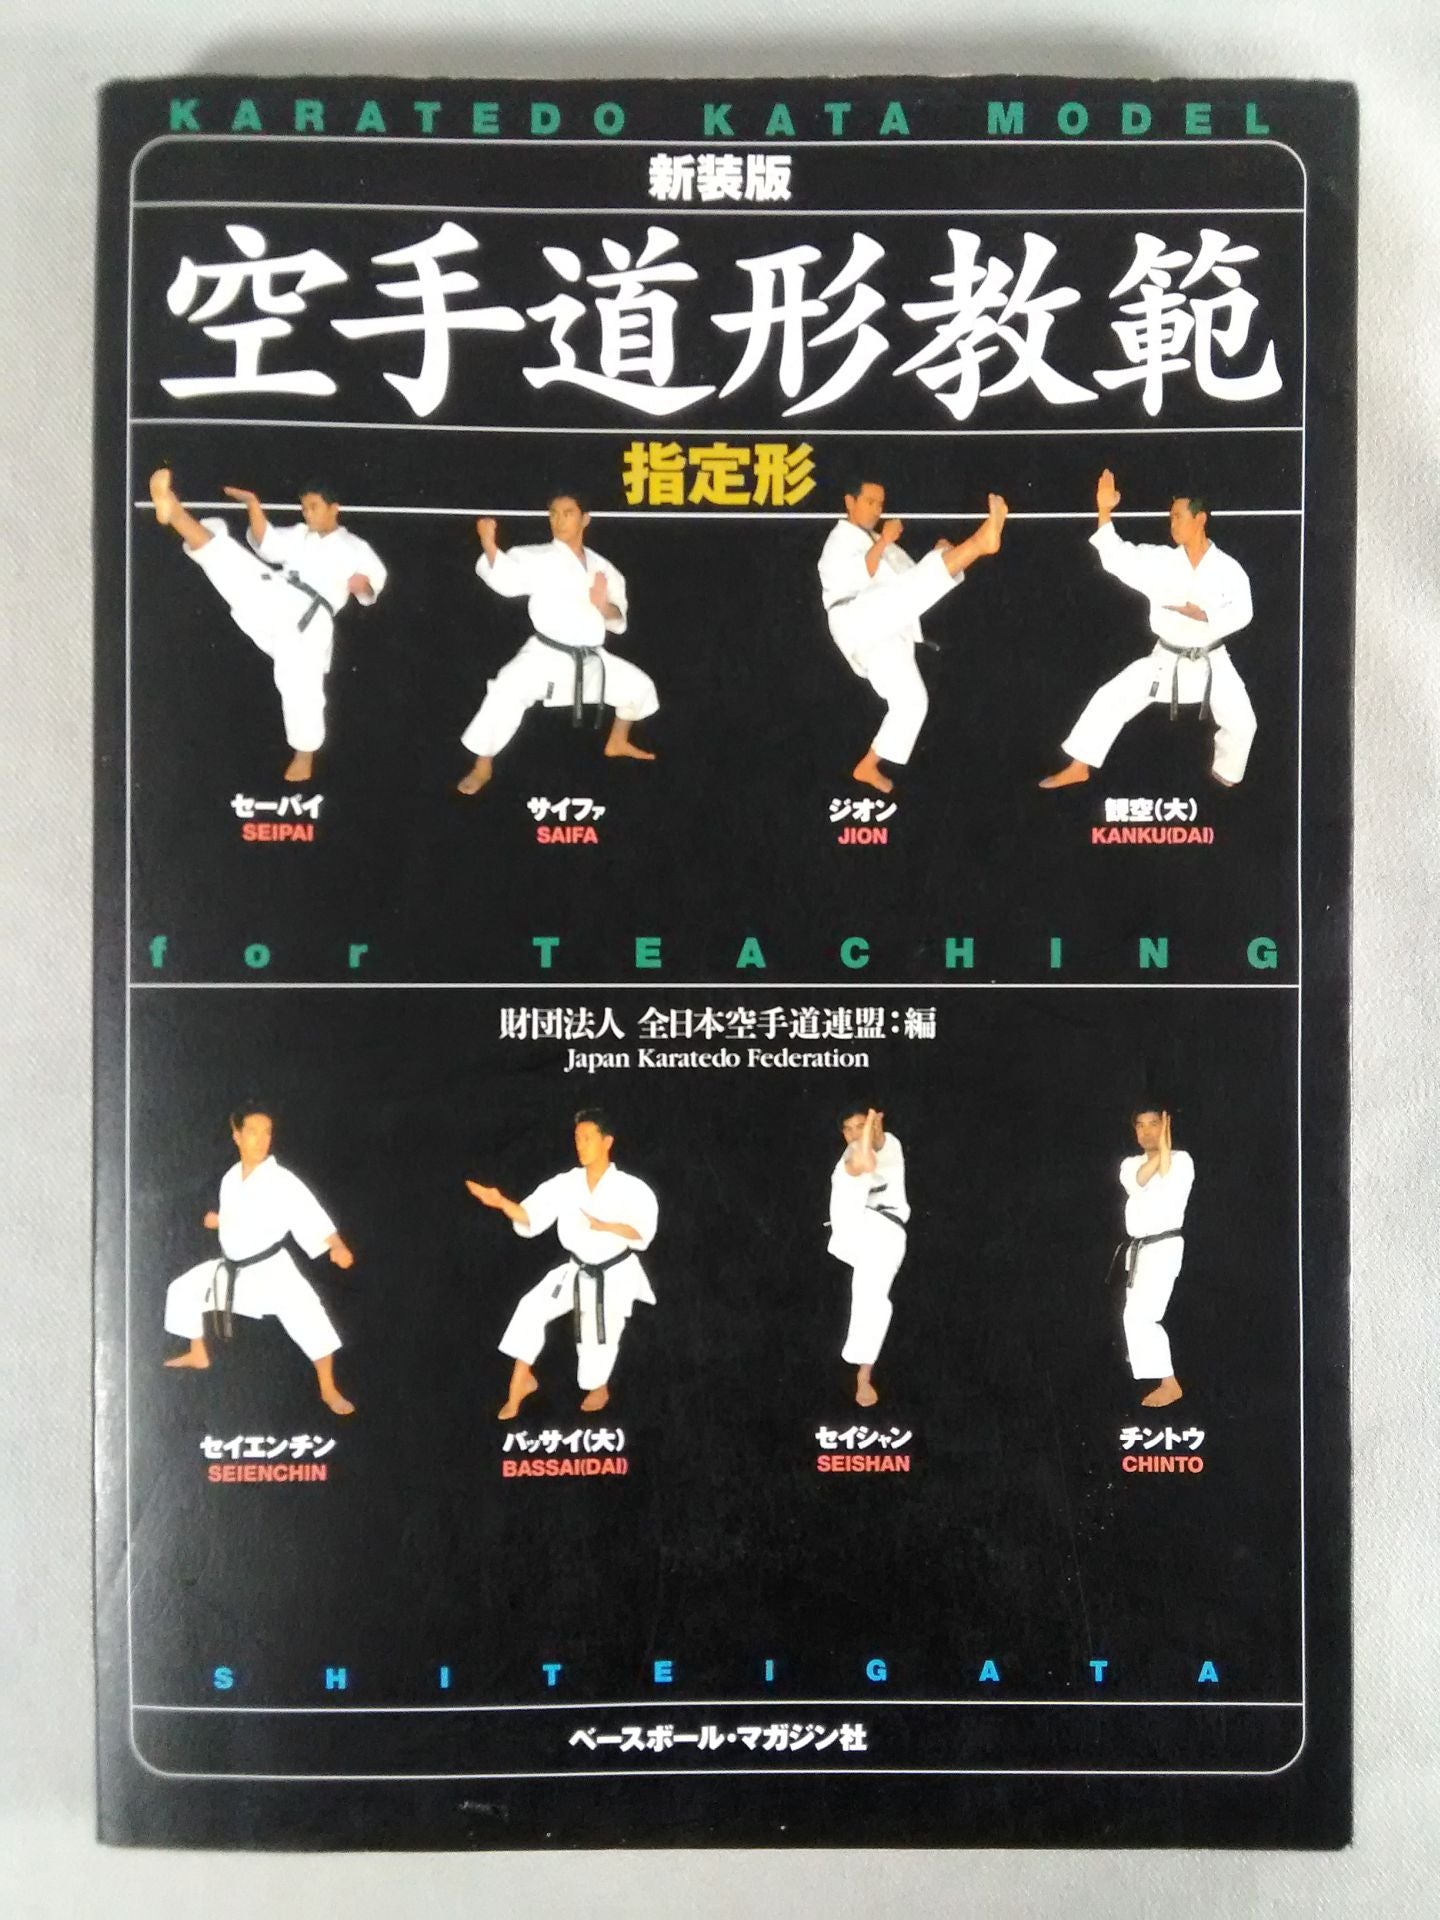 KARATEDO KATA MODEL
新装版
空手道形教範
指定形
セーパイ
SEIPAI
サイファ
SAIFA
ジオン
JION
観空(大)
KANKU(DAI)
for TEACHING
財団法人 全日本空手道連盟:編
Japan Karatedo Federation
セイエンチン
SEIENCHIN
バッサイ(大)
BASSAI(DAI)
セイシャン
SEISHAN
チントウ
CHINTO
SHITEIGATA
ベースボール・マガジン社